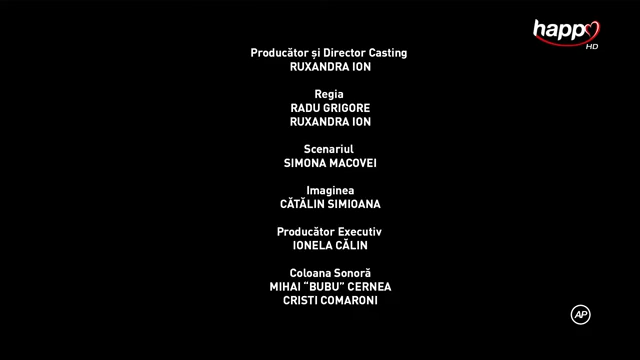 happy
HD
Producător și Director Casting
RUXANDRA ION
Regia
RADU GRIGORE
RUXANDRA ION
Scenariul
SIMONA MACOVEI
Imaginea
CĂTĂLIN SIMIOANA
Producător Executiv
IONELA CĂLIN
Coloana Sonoră
MIHAI “BUBU” CERNEA
CRISTI COMARONI
AP